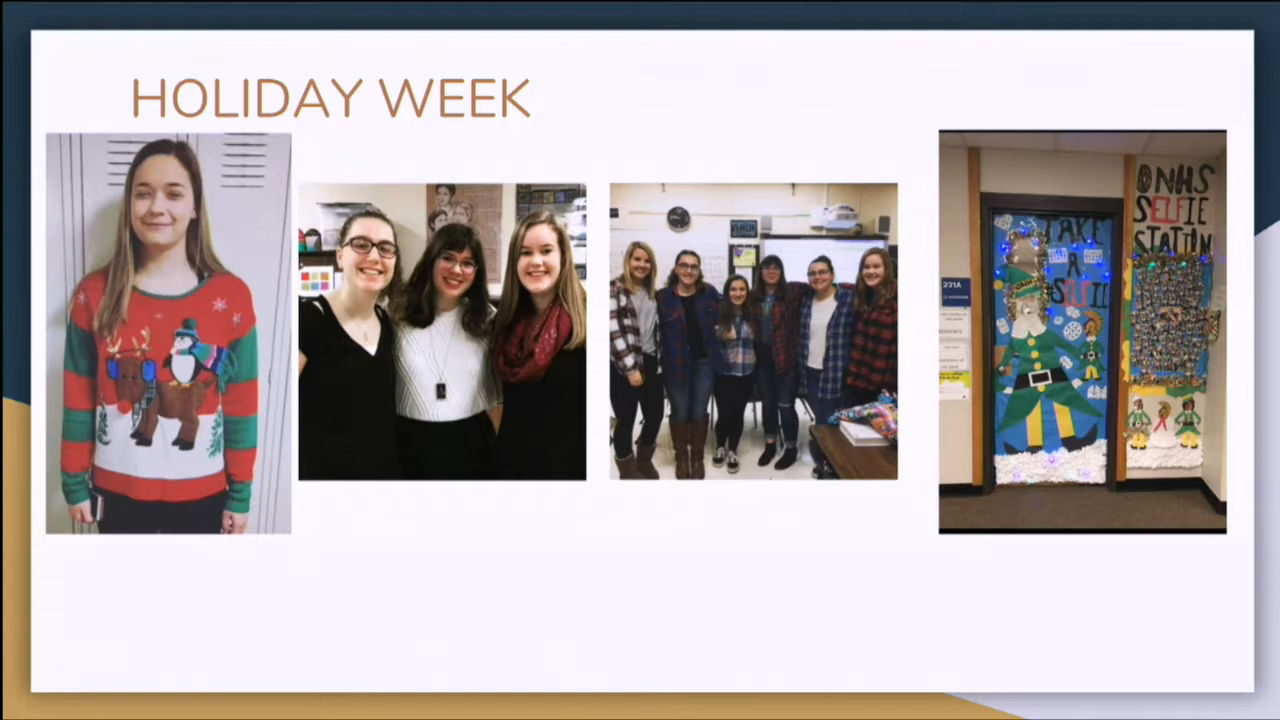 HOLIDAY WEEK
TAKE
A
SELFIE
ONHS
SELFIE
STATION
231A